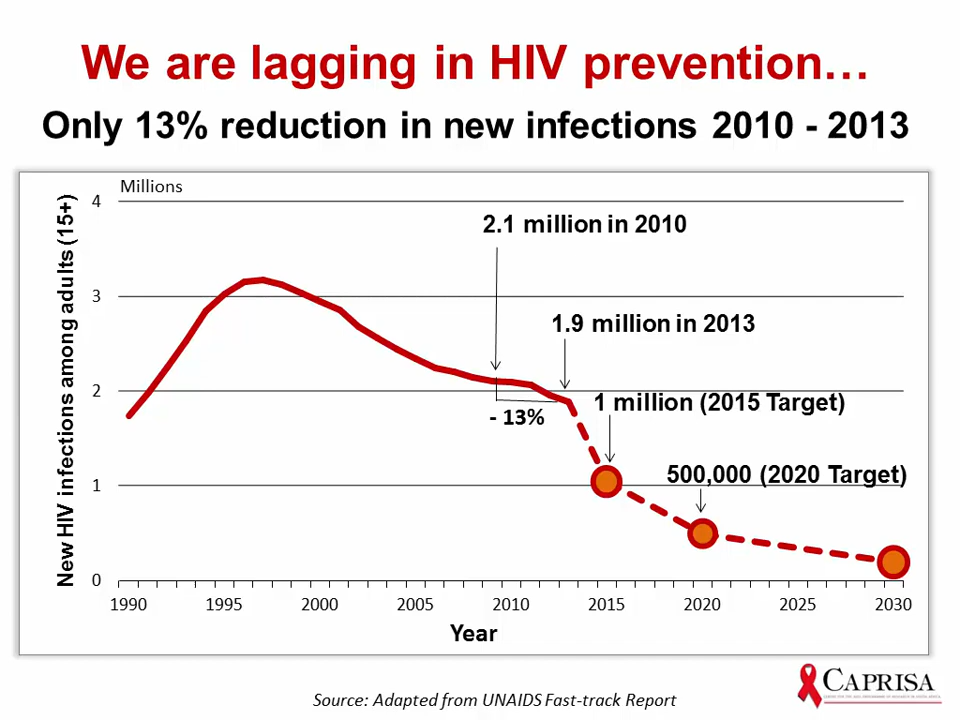 We are lagging in HIV prevention…
Only 13% reduction in new infections 2010 - 2013
Millions
New HIV infections among adults (15+)
4
3
2
1
0
2.1 million in 2010
1.9 million in 2013
- 13%
1 million (2015 Target)
500,000 (2020 Target)
1990 1995 2000 2005 2010 2015 2020 2025 2030
Year
CAPRISA
Source: Adapted from UNAIDS Fast-track Report